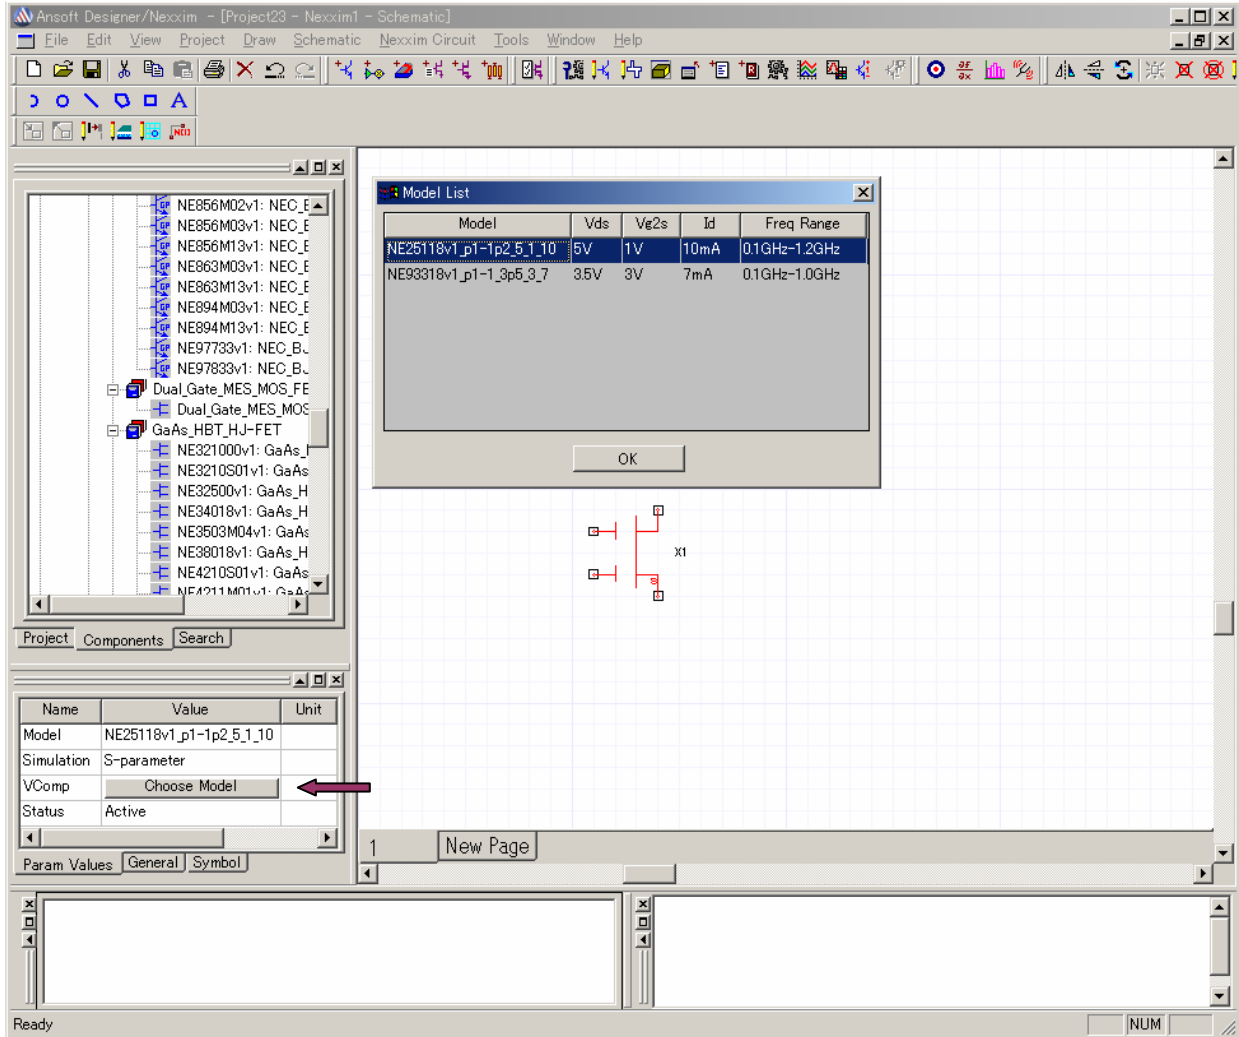 Ansoft Designer/Nexxim - [Project23 - Nexxim1 - Schematic]
File Edit View Project Draw Schematic Nexxim Circuit Tools Window Help
NE856M02v1: NEC_E
NE856M03v1: NEC_E
NE856M13v1: NEC_E
NE863M03v1: NEC_E
NE863M13v1: NEC_E
NE894M03v1: NEC_E
NE894M13v1: NEC_E
NE97733v1: NEC_BJ
NE97833v1: NEC_BJ
Dual_Gate_MES_MOS_FE
Dual_Gate_MES_MOS
GaAs_HBT_HJ-FET
NE321000v1: GaAs_H
NE3210S01v1: GaAs
NE32500v1: GaAs_H
NE34018v1: GaAs_H
NE3503M04v1: GaAs
NE38018v1: GaAs_H
NE4210S01v1: GaAs
NE4211M01v1: GaAs
Project Components Search
Name Value Unit
Model NE25118v1_p1-1p2_5_1_10
Simulation S-parameter
VComp Choose Model
Status Active
Param Values General Symbol
Model List
Model Vds Vg2s Id Freq Range
NE25118v1_p1-1p2_5_1_10 5V 1V 10mA 0.1GHz-1.2GHz
NE93318v1_p1-1_3p5_3_7 3.5V 3V 7mA 0.1GHz-1.0GHz
OK
X1
1 New Page
Ready NUM